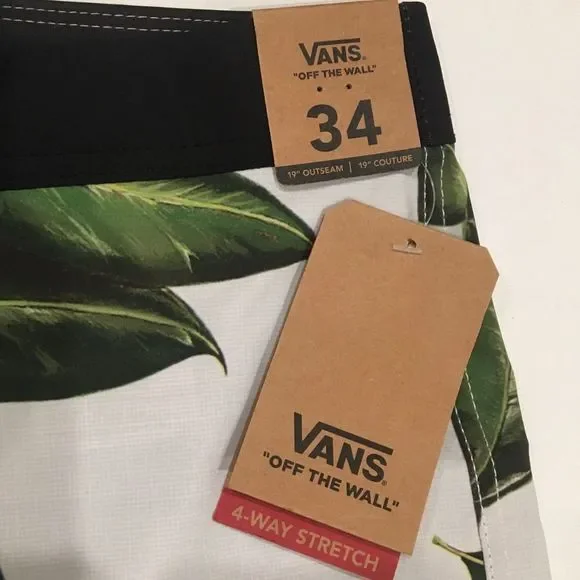 VANS®
"OFF THE WALL"
34
19" OUTSEAM | 19" COUTURE
VANS®
"OFF THE WALL"
4-WAY STRETCH